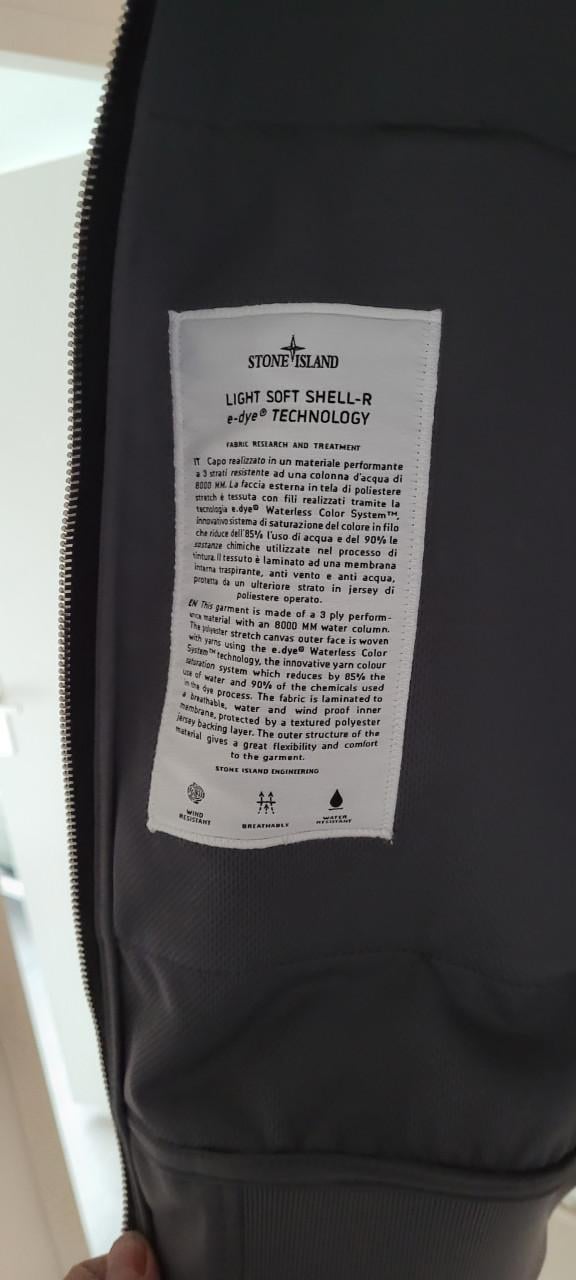 STONE ISLAND
LIGHT SOFT SHELL-R
e-dye® TECHNOLOGY
FABRIC RESEARCH AND TREATMENT
IT Capo realizzato in un materiale performante
a 3 strati resistente ad una colonna d'acqua di
8000 MM. La faccia esterna in tela di poliestere
stretch è tessuta con fili realizzati tramite la
tecnologia e.dye® Waterless Color System™,
innovativo sistema di saturazione del colore in filo
che riduce dell'85% l'uso di acqua e del 90% le
sostanze chimiche utilizzate nel processo di
tintura. Il tessuto è laminato ad una membrana
interna traspirante, anti vento e anti acqua,
protetta da un ulteriore strato in jersey di
poliestere operato.
EN This garment is made of a 3 ply perform-
ance material with an 8000 MM water column.
The polyester stretch canvas outer face is woven
with yarns using the e.dye® Waterless Color
System™ technology, the innovative yarn colour
saturation system which reduces by 85% the
use of water and 90% of the chemicals used
in the dye process. The fabric is laminated to
a breathable, water and wind proof inner
membrane, protected by a textured polyester
jersey backing layer. The outer structure of the
material gives a great flexibility and comfort
to the garment.
STONE ISLAND ENGINEERING
WIND
RESISTANT
BREATHABLE
WATER
RESISTANT